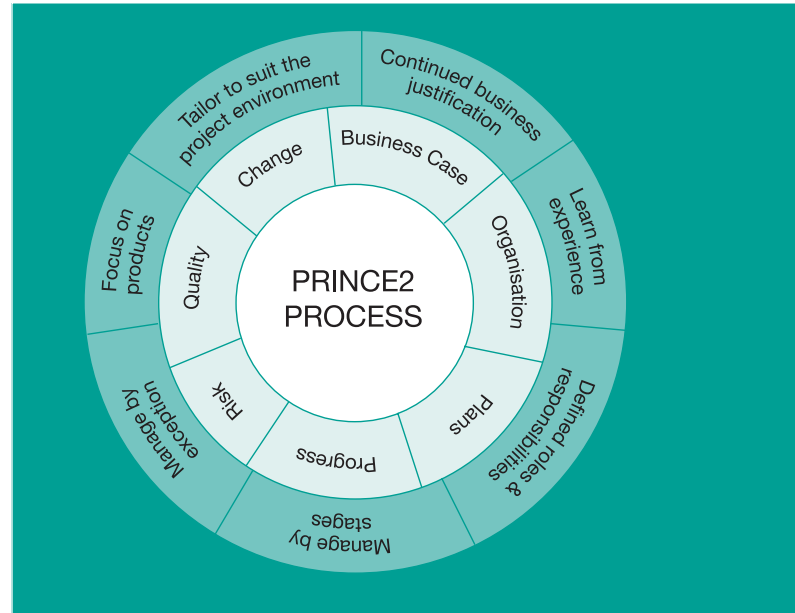 Tailor to suit the
project environment
Continued business
justification
Learn from
experience
Defined roles &
responsibilities
Manage by
stages
Manage by
exception
Focus on
products
Change
Business Case
Organisation
Plans
Progress
Risk
Quality
PRINCE2
PROCESS